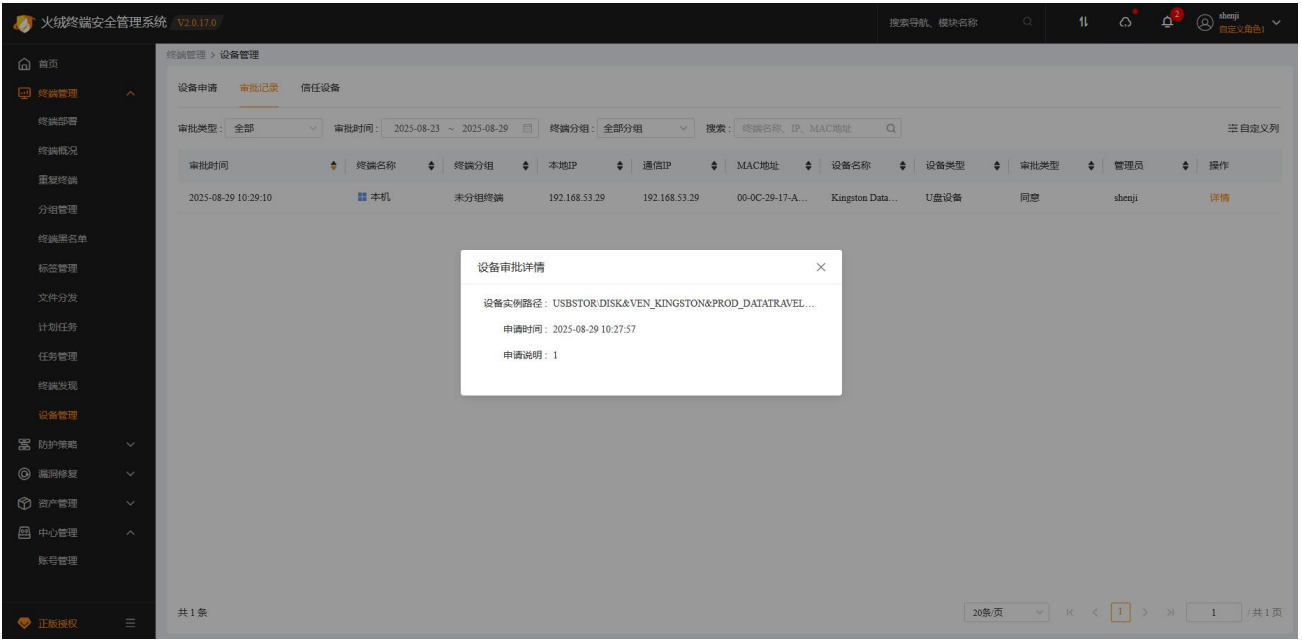 火绒终端安全管理系统 V2.0.17.0
搜索导航、模块名称
2
shenji
自定义角色1
首页
终端管理
终端部署
终端概况
重复终端
分组管理
终端黑名单
标签管理
文件分发
计划任务
任务管理
终端发现
设备管理
防护策略
漏洞修复
资产管理
中心管理
账号管理
正版授权
终端管理 > 设备管理
设备申请 审批记录 信任设备
审批类型: 全部 审批时间: 2025-08-23 ~ 2025-08-29 终端分组: 全部分组 搜索: 终端名称、IP、MAC地址 自定义列
审批时间 终端名称 终端分组 本地IP 通信IP MAC地址 设备名称 设备类型 审批类型 管理员 操作
2025-08-29 10:29:10 本机 未分组终端 192.168.53.29 192.168.53.29 00-0C-29-17-A... Kingston Data... U盘设备 同意 shenji 详情
设备审批详情
设备实例路径: USBSTOR\DISK&VEN_KINGSTON&PROD_DATATRAVEL...
申请时间: 2025-08-29 10:27:57
申请说明: 1
共 1 条 20条/页 1 1 / 共 1 页